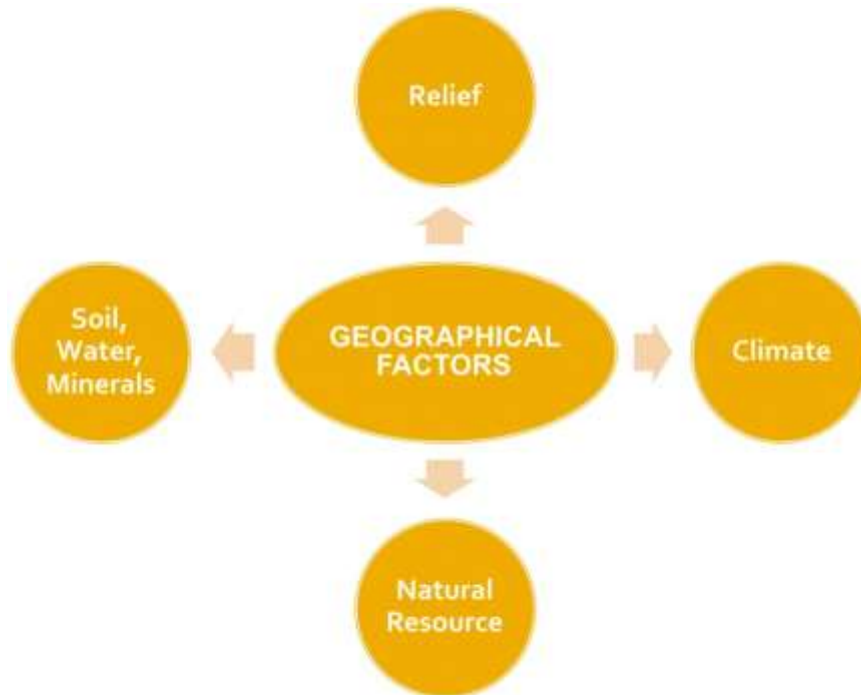 Relief
Soil,
Water,
Minerals
GEOGRAPHICAL
FACTORS
Climate
Natural
Resource